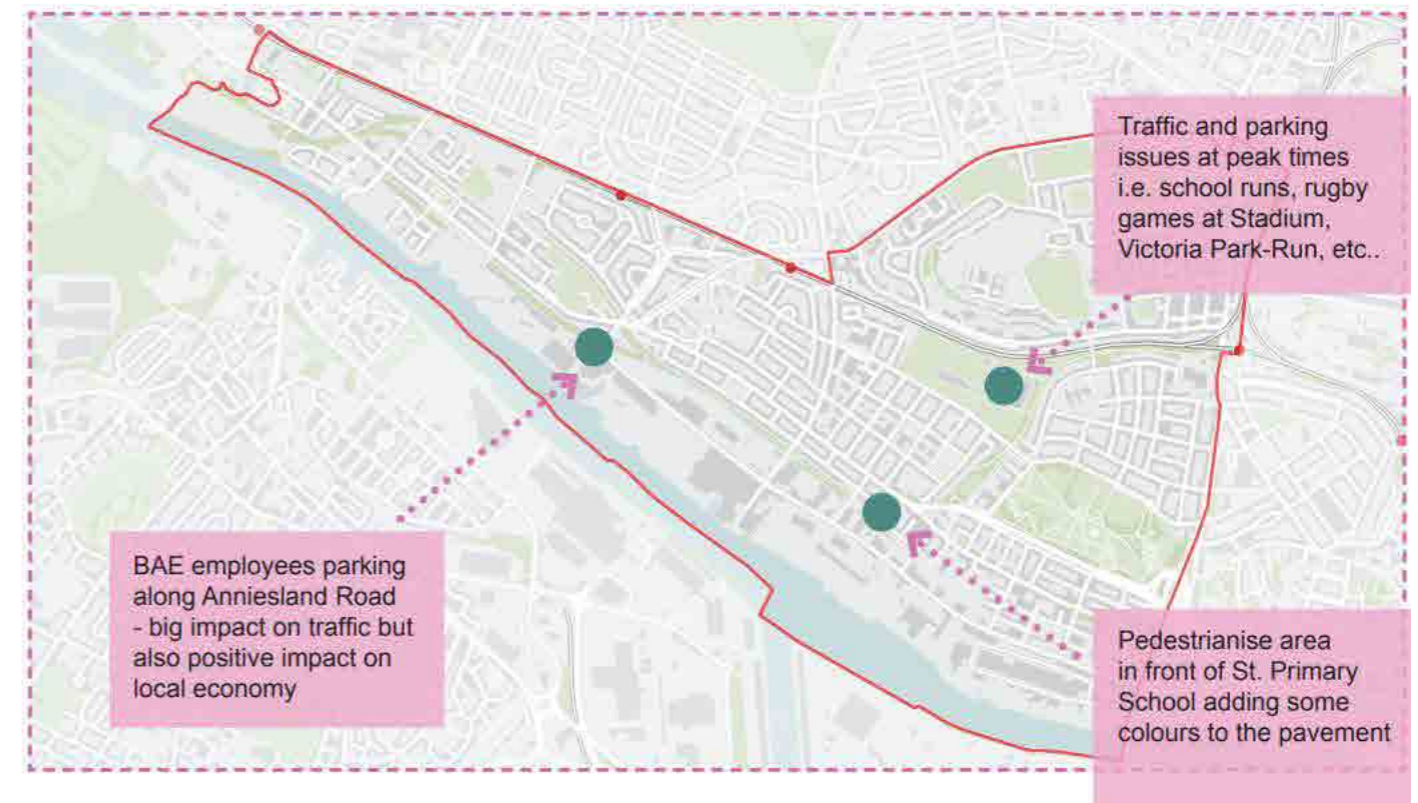 Traffic and parking
issues at peak times
i.e. school runs, rugby
games at Stadium,
Victoria Park-Run, etc..
BAE employees parking
along Anniesland Road
- big impact on traffic but
also positive impact on
local economy
Pedestrianise area
in front of St. Primary
School adding some
colours to the pavement